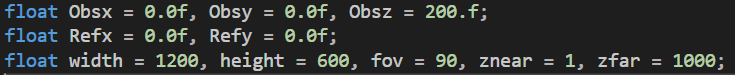 float Obsx = 0.0f, Obsy = 0.0f, Obsz = 200.f;
float Refx = 0.0f, Refy = 0.0f;
float width = 1200, height = 600, fov = 90, znear = 1, zfar = 1000;